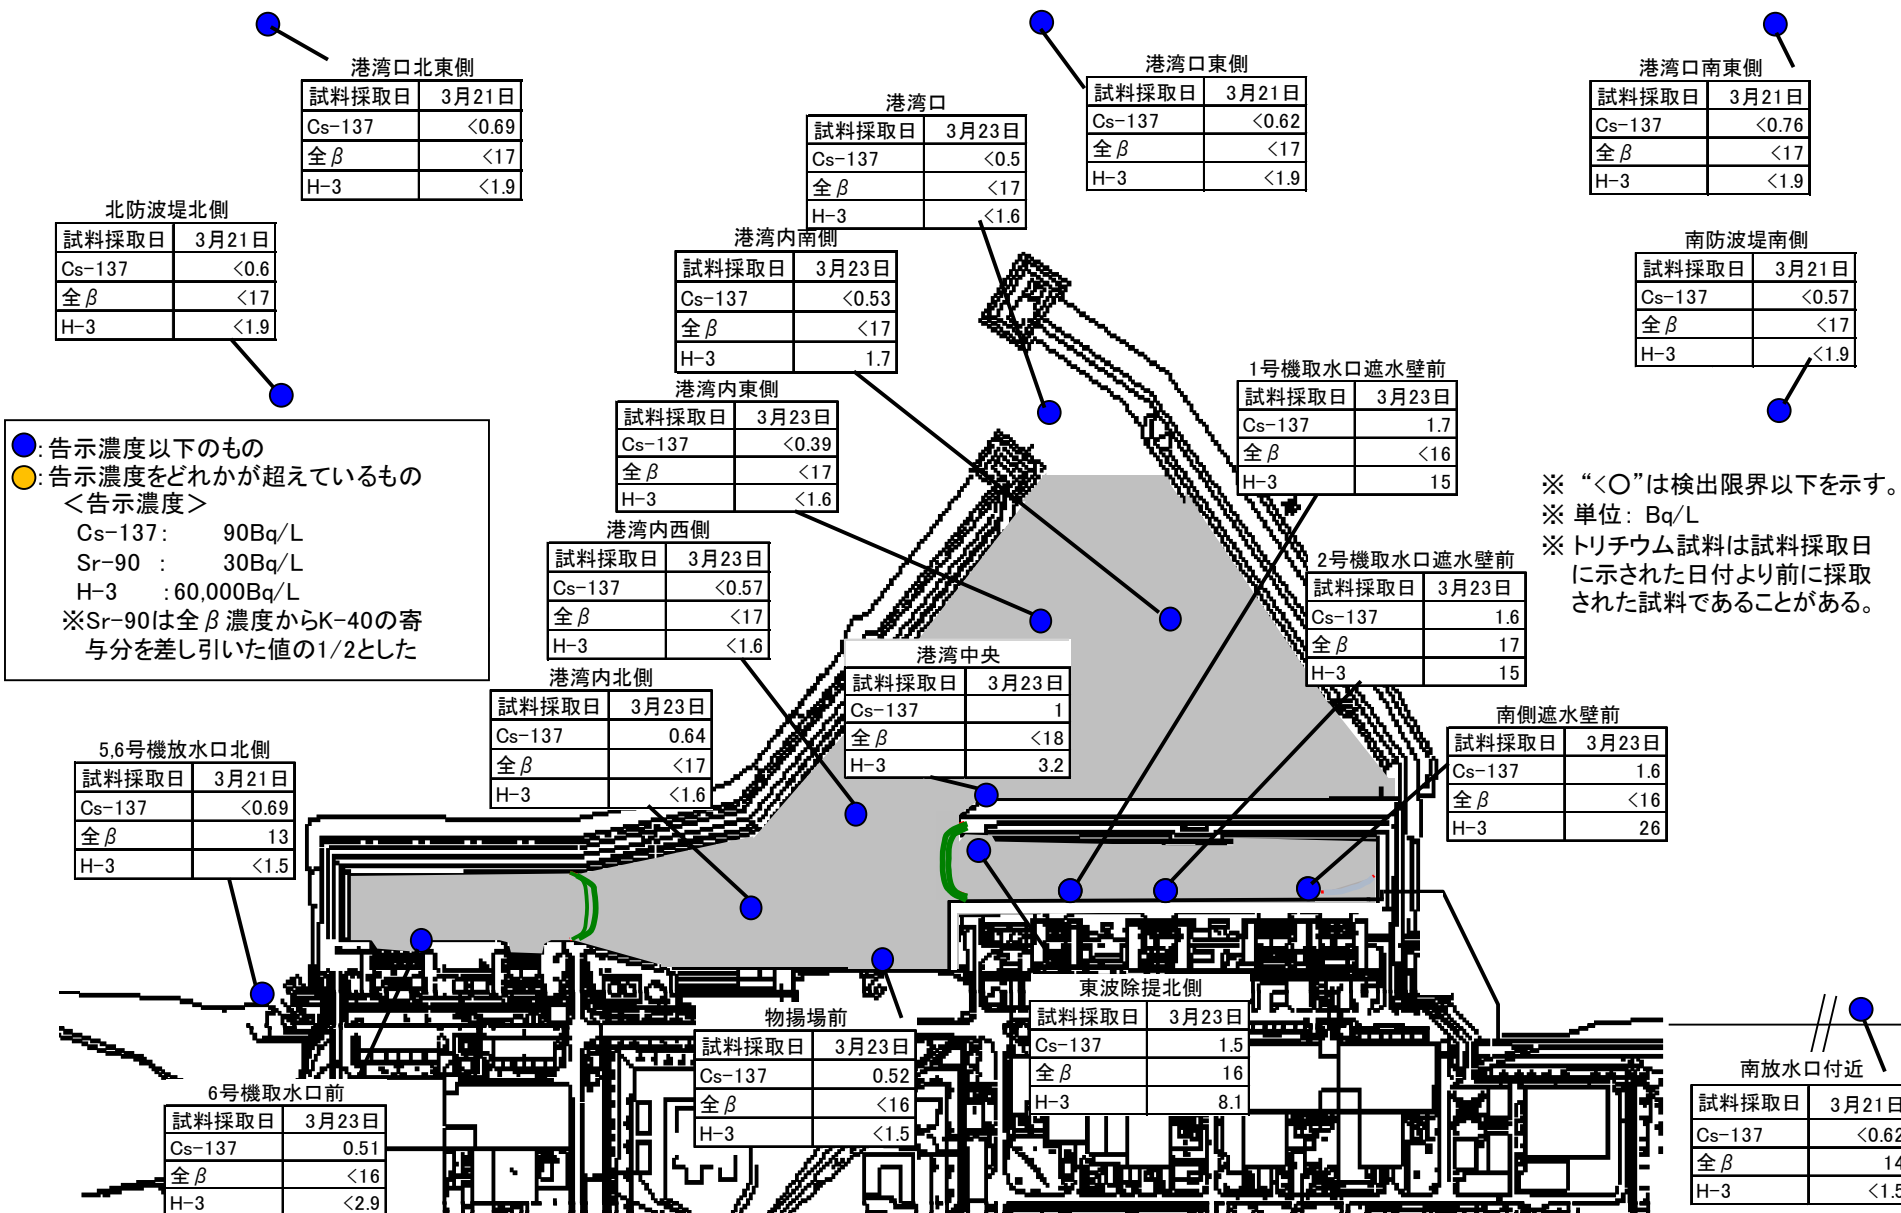 港湾口北東側
試料採取日 3月21日
Cs-137 <0.69
全β <17
H-3 <1.9
港湾口東側
試料採取日 3月21日
Cs-137 <0.62
全β <17
H-3 <1.9
港湾口南東側
試料採取日 3月21日
Cs-137 <0.76
全β <17
H-3 <1.9
港湾口
試料採取日 3月23日
Cs-137 <0.5
全β <17
H-3 <1.6
北防波堤北側
試料採取日 3月21日
Cs-137 <0.6
全β <17
H-3 <1.9
港湾内南側
試料採取日 3月23日
Cs-137 <0.53
全β <17
H-3 1.7
南防波堤南側
試料採取日 3月21日
Cs-137 <0.57
全β <17
H-3 <1.9
港湾内東側
試料採取日 3月23日
Cs-137 <0.39
全β <17
H-3 <1.6
1号機取水口遮水壁前
試料採取日 3月23日
Cs-137 1.7
全β <16
H-3 15
:告示濃度以下のもの
:告示濃度をどれかが超えているもの
<告示濃度>
Cs-137: 90Bq/L
Sr-90 : 30Bq/L
H-3 :60,000Bq/L
※Sr-90は全β濃度からK-40の寄
与分を差し引いた値の1/2とした
※ “<○”は検出限界以下を示す。
※ 単位: Bq/L
※ トリチウム試料は試料採取日
に示された日付より前に採取
された試料であることがある。
港湾内西側
試料採取日 3月23日
Cs-137 <0.57
全β <17
H-3 <1.6
2号機取水口遮水壁前
試料採取日 3月23日
Cs-137 1.6
全β 17
H-3 15
港湾中央
試料採取日 3月23日
Cs-137 1
全β <18
H-3 3.2
港湾内北側
試料採取日 3月23日
Cs-137 0.64
全β <17
H-3 <1.6
南側遮水壁前
試料採取日 3月23日
Cs-137 1.6
全β <16
H-3 26
5,6号機放水口北側
試料採取日 3月21日
Cs-137 <0.69
全β 13
H-3 <1.5
東波除提北側
試料採取日 3月23日
Cs-137 1.5
全β 16
H-3 8.1
物揚場前
試料採取日 3月23日
Cs-137 0.52
全β <16
H-3 <1.5
6号機取水口前
試料採取日 3月23日
Cs-137 0.51
全β <16
H-3 <2.9
南放水口付近
試料採取日 3月21日
Cs-137 <0.62
全β 14
H-3 <1.5